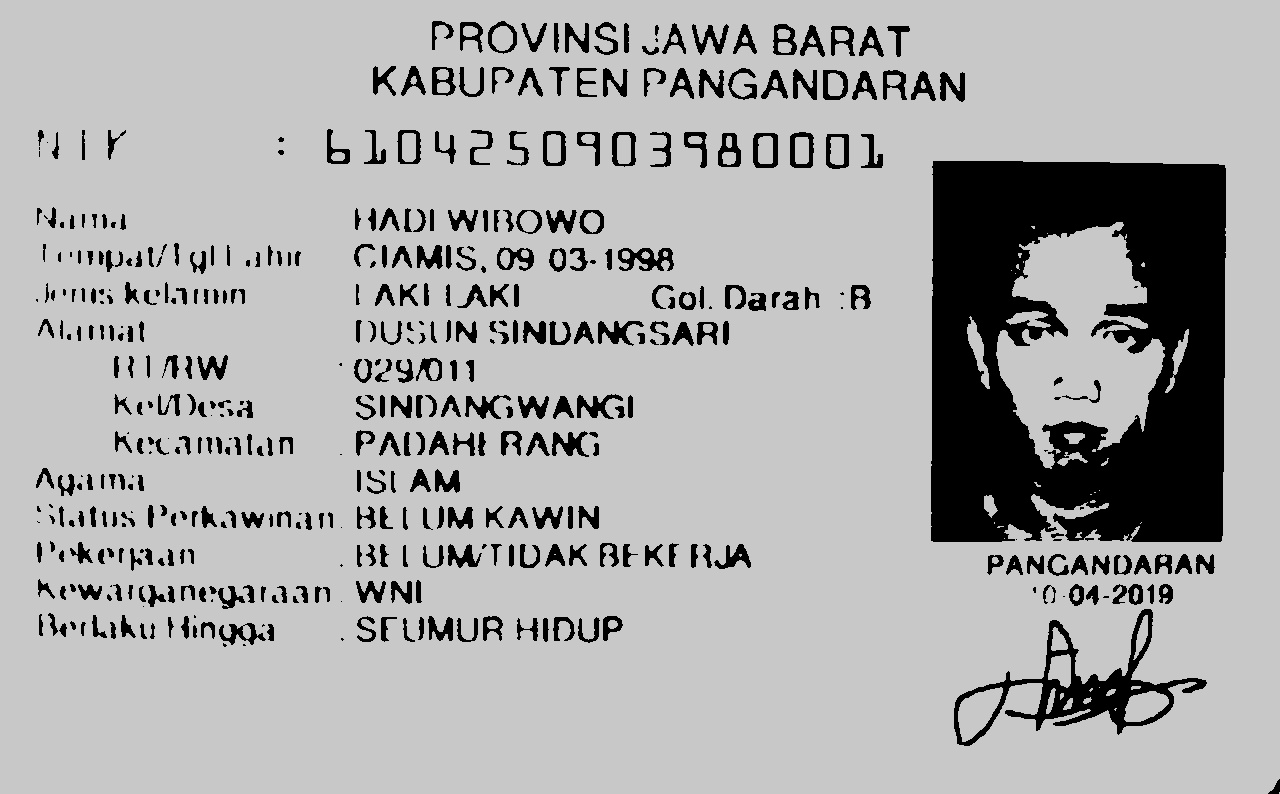 PROVINSI JAWA BARAT
KABUPATEN PANGANDARAN
NIK : 6104250903980001
Nama HADI WIBOWO
Tempat/Tgl Lahir CIAMIS, 09 03-1998
Jenis kelamin LAKI LAKI Gol. Darah :B
Alamat DUSUN SINDANGSARI
RT/RW : 029/011
Kel/Desa SINDANGWANGI
Kecamatan . PADAHERANG
Agama ISLAM
Status Perkawinan. BELUM KAWIN
Pekerjaan . BELUM/TIDAK BEKERJA
Kewarganegaraan. WNI
Berlaku Hingga . SEUMUR HIDUP
PANGANDARAN
10-04-2019